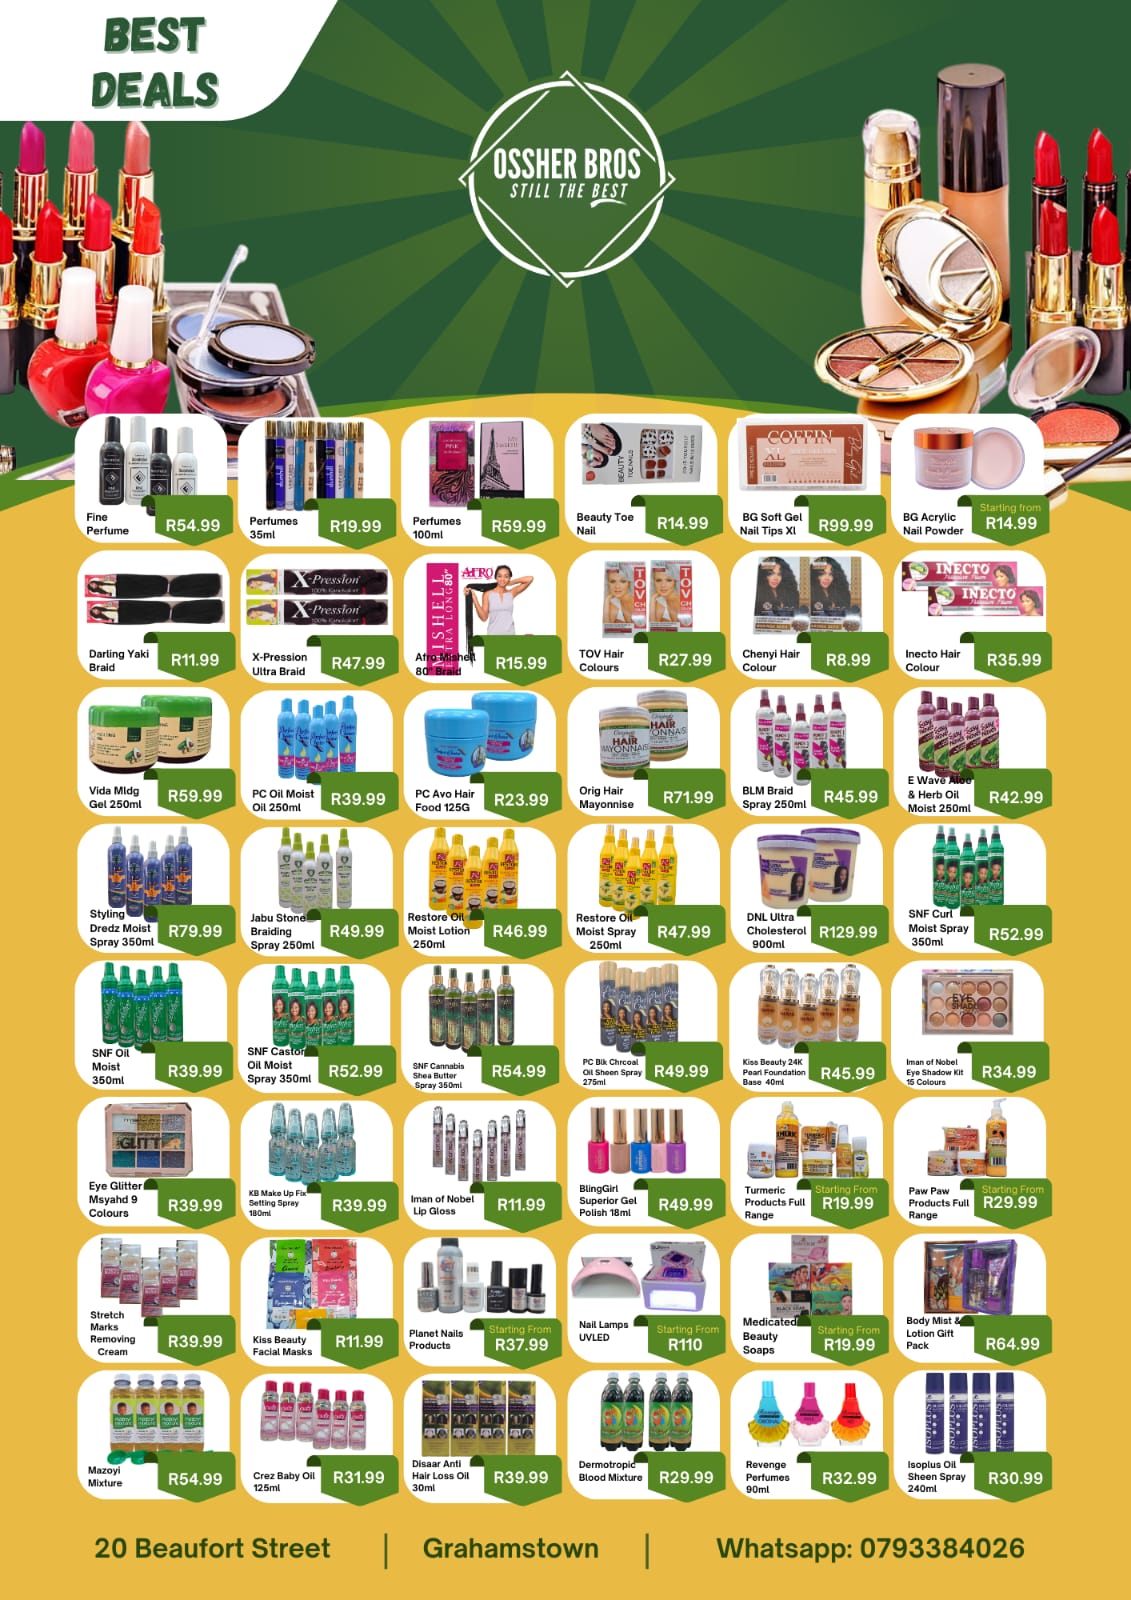 BEST
DEALS
OSSHER BROS
STILL THE BEST
Fine
Perfume
R54.99
Perfumes
35ml
R19.99
Perfumes
100ml
R59.99
Beauty Toe
Nail
R14.99
BG Soft Gel
Nail Tips Xl
R99.99
BG Acrylic
Nail Powder
Starting from
R14.99
Darling Yaki
Braid
R11.99
X-Pression
X-Pression
X-Pression
Ultra Braid
R47.99
MISHELL
EXTRA LONG 80"
AFRO
Afro Mishell
80" Braid
R15.99
TOV Hair
Colours
R27.99
Chenyi Hair
Colour
R8.99
INECTO
INECTO
Inecto Hair
Colour
R35.99
Vida Mldg
Gel 250ml
R59.99
PC Oil Moist
Oil 250ml
R39.99
PC Avo Hair
Food 125G
R23.99
Orig Hair
Mayonnise
R71.99
BLM Braid
Spray 250ml
R45.99
E Wave Aloe
& Herb Oil
Moist 250ml
R42.99
Styling
Dredz Moist
Spray 350ml
R79.99
Jabu Stone
Braiding
Spray 250ml
R49.99
Restore Oil
Moist Lotion
250ml
R46.99
Restore Oil
Moist Spray
250ml
R47.99
DNL Ultra
Cholesterol
900ml
R129.99
SNF Curl
Moist Spray
350ml
R52.99
SNF Oil
Moist
350ml
R39.99
SNF Castor
Oil Moist
Spray 350ml
R52.99
SNF Cannabis
Shea Butter
Spray 350ml
R54.99
PC Blk Chrcoal
Oil Sheen Spray
275ml
R49.99
Kiss Beauty 24K
Pearl Foundation
Base 40ml
R45.99
EYE
SHADOW
Iman of Nobel
Eye Shadow Kit
15 Colours
R34.99
GLITT
Eye Glitter
Msyahd 9
Colours
R39.99
KB Make Up Fix
Setting Spray
180ml
R39.99
Iman of Nobel
Lip Gloss
R11.99
BlingGirl
Superior Gel
Polish 18ml
R49.99
Turmeric
Products Full
Range
Starting From
R19.99
Paw Paw
Products Full
Range
Starting From
R29.99
Stretch
Marks
Removing
Cream
R39.99
Kiss Beauty
Facial Masks
R11.99
Planet Nails
Products
Starting From
R37.99
Nail Lamps
UVLED
Starting From
R110
Medicated
Beauty
Soaps
Starting From
R19.99
Body Mist &
Lotion Gift
Pack
R64.99
Mazoyi
Mixture
R54.99
Crez Baby Oil
125ml
R31.99
Disaar Anti
Hair Loss Oil
30ml
R39.99
Dermotropic
Blood Mixture
R29.99
Revenge
Perfumes
90ml
R32.99
Isoplus Oil
Sheen Spray
240ml
R30.99
20 Beaufort Street | Grahamstown | Whatsapp: 0793384026